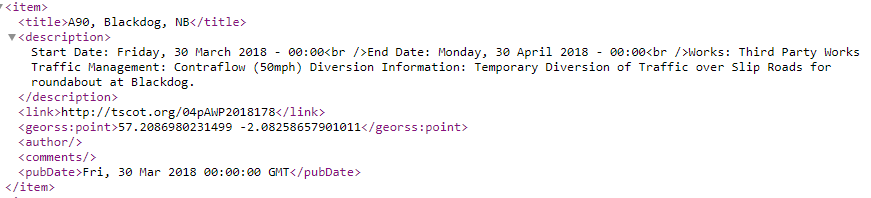 <item>
<title>A90, Blackdog, NB</title>
<description>
Start Date: Friday, 30 March 2018 - 00:00<br />End Date: Monday, 30 April 2018 - 00:00<br />Works: Third Party Works
Traffic Management: Contraflow (50mph) Diversion Information: Temporary Diversion of Traffic over Slip Roads for
roundabout at Blackdog.
</description>
<link>http://tscot.org/04pAWP2018178</link>
<georss:point>57.2086980231499 -2.08258657901011</georss:point>
<author/>
<comments/>
<pubDate>Fri, 30 Mar 2018 00:00:00 GMT</pubDate>
</item>